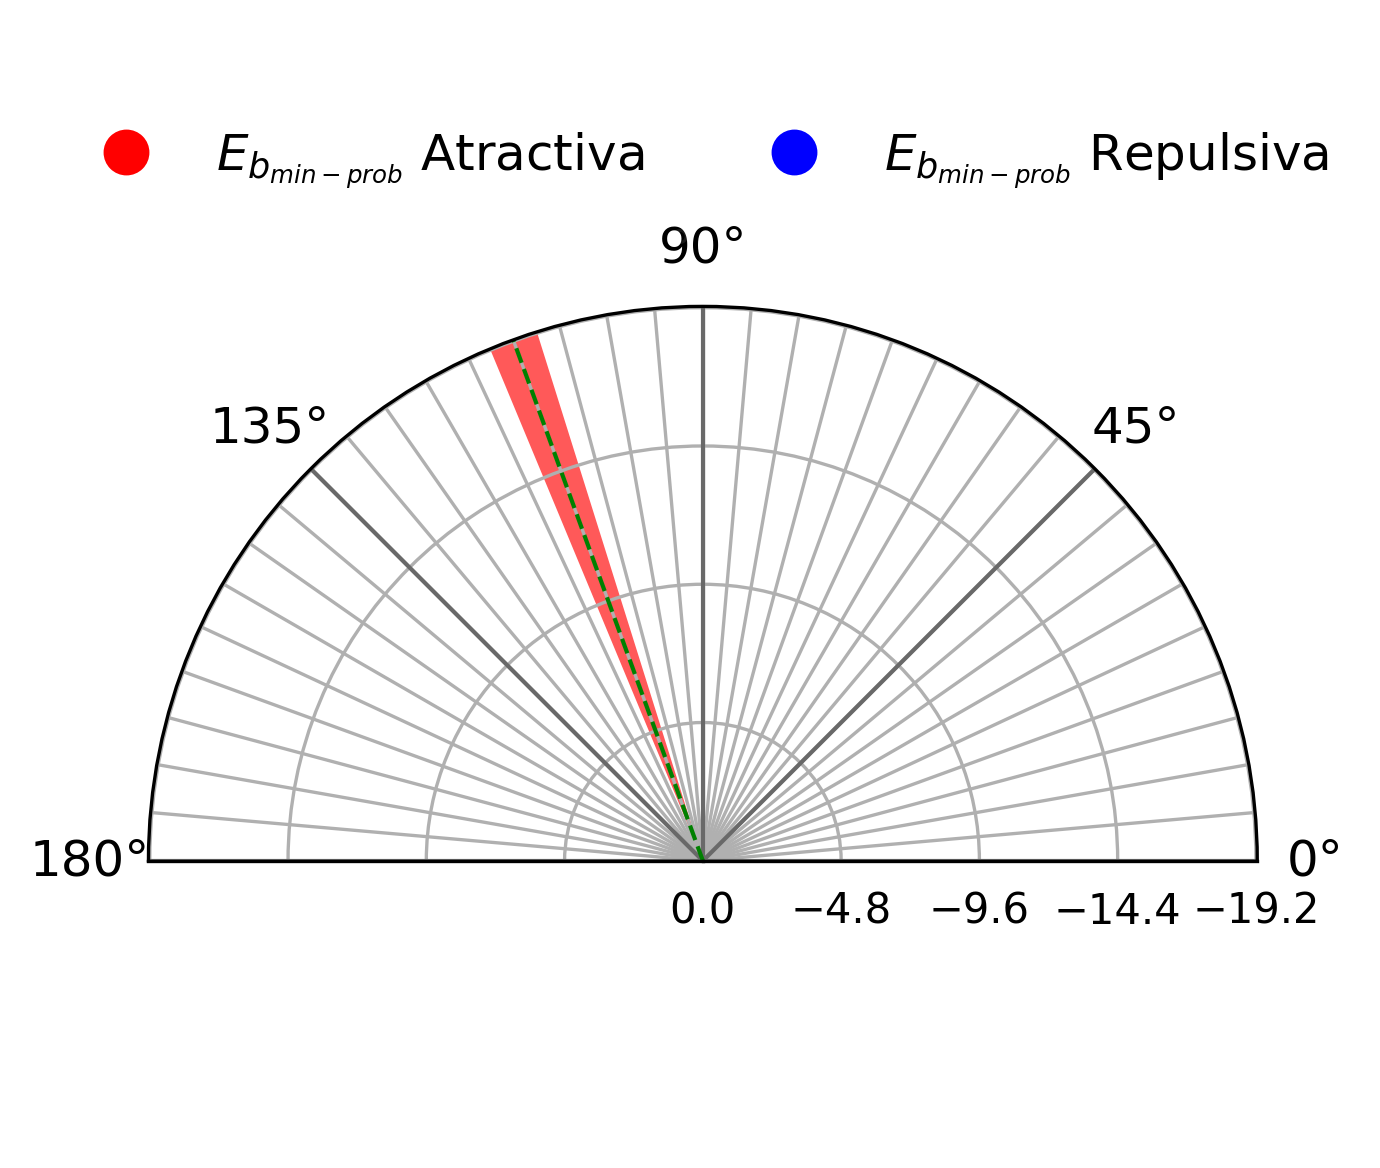 E_{b_{min-prob}} Atractiva E_{b_{min-prob}} Repulsiva
90°
135° 45°
180° 0°
0.0 −4.8 −9.6 −14.4 −19.2